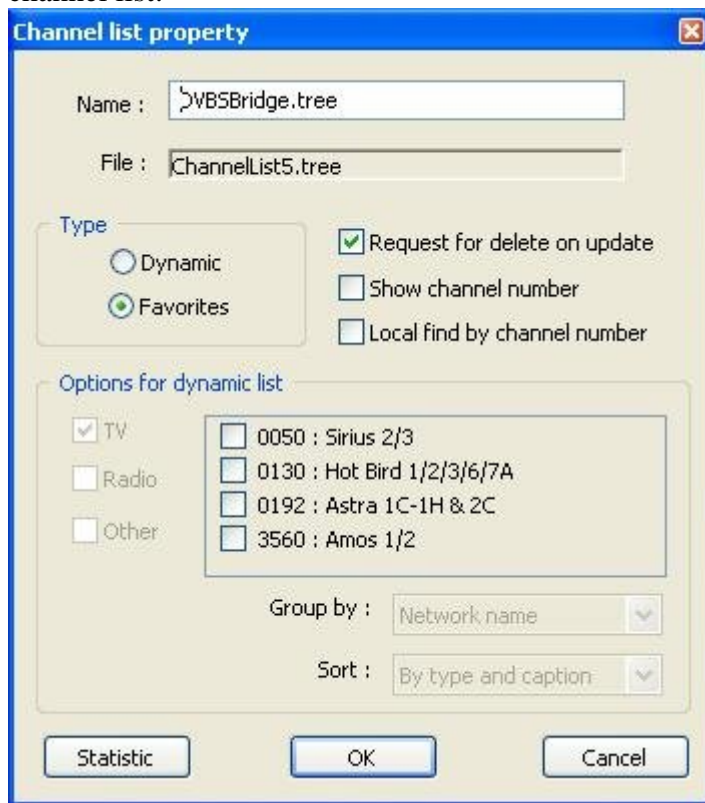 channel list.
Channel list property
Name : DVBSBridge.tree
File : ChannelList5.tree
Type
Dynamic
Favorites
Request for delete on update
Show channel number
Local find by channel number
Options for dynamic list
TV
Radio
Other
0050 : Sirius 2/3
0130 : Hot Bird 1/2/3/6/7A
0192 : Astra 1C-1H & 2C
3560 : Amos 1/2
Group by : Network name
Sort : By type and caption
Statistic OK Cancel